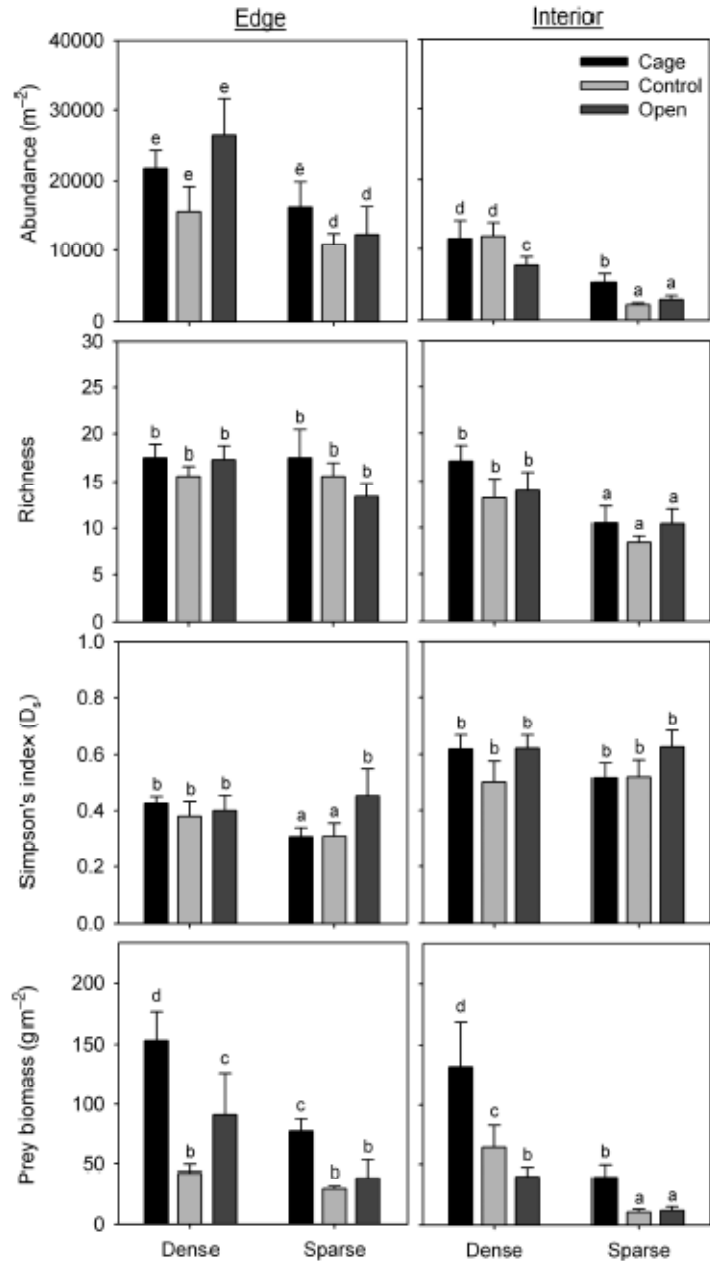 Edge Interior
Abundance (m⁻²)
40000
30000
20000
10000
0
e e e e d d
Cage
Control
Open
d d c b a a
Richness
30
25
20
15
10
5
0
b b b b b b
b b b a a a
Simpson's index (Dₛ)
1.0
0.8
0.6
0.4
0.2
0.0
b b b a a b
b b b b b b
Prey biomass (gm⁻²)
200
150
100
50
0
d b c c b b
d c b b a a
Dense Sparse Dense Sparse